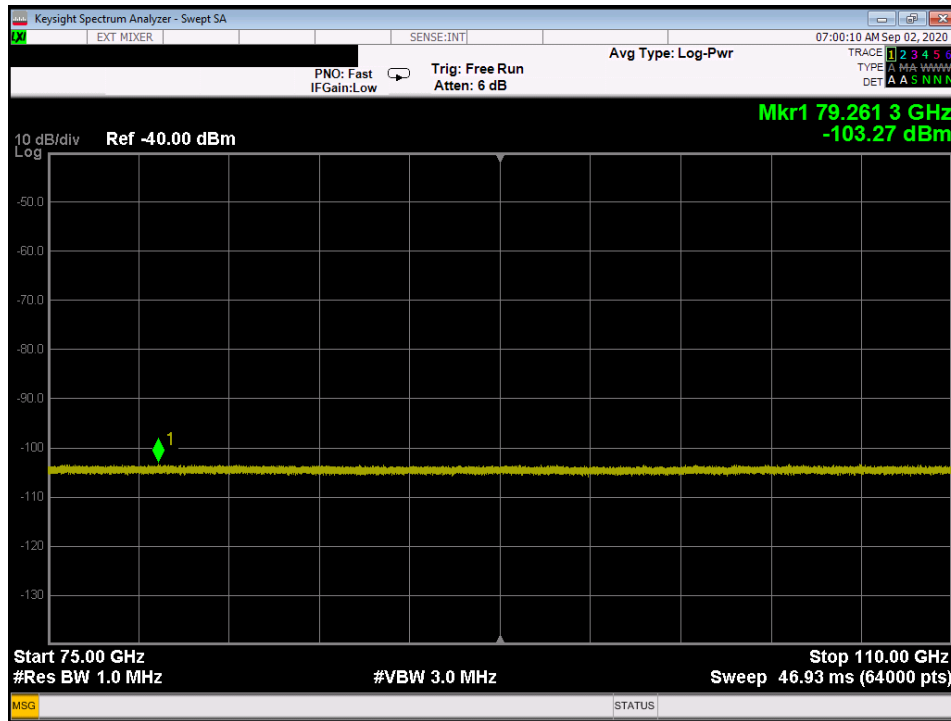 Keysight Spectrum Analyzer - Swept SA
LXI EXT MIXER SENSE:INT 07:00:10 AM Sep 02, 2020
PNO: Fast Trig: Free Run Avg Type: Log-Pwr TRACE 1 2 3 4 5 6
IFGain:Low Atten: 6 dB TYPE A MA WWWW
DET A A S N N N
Mkr1 79.261 3 GHz
10 dB/div Ref -40.00 dBm -103.27 dBm
Log
-50.0
-60.0
-70.0
-80.0
-90.0
1
-100
-110
-120
-130
Start 75.00 GHz Stop 110.00 GHz
#Res BW 1.0 MHz #VBW 3.0 MHz Sweep 46.93 ms (64000 pts)
MSG STATUS